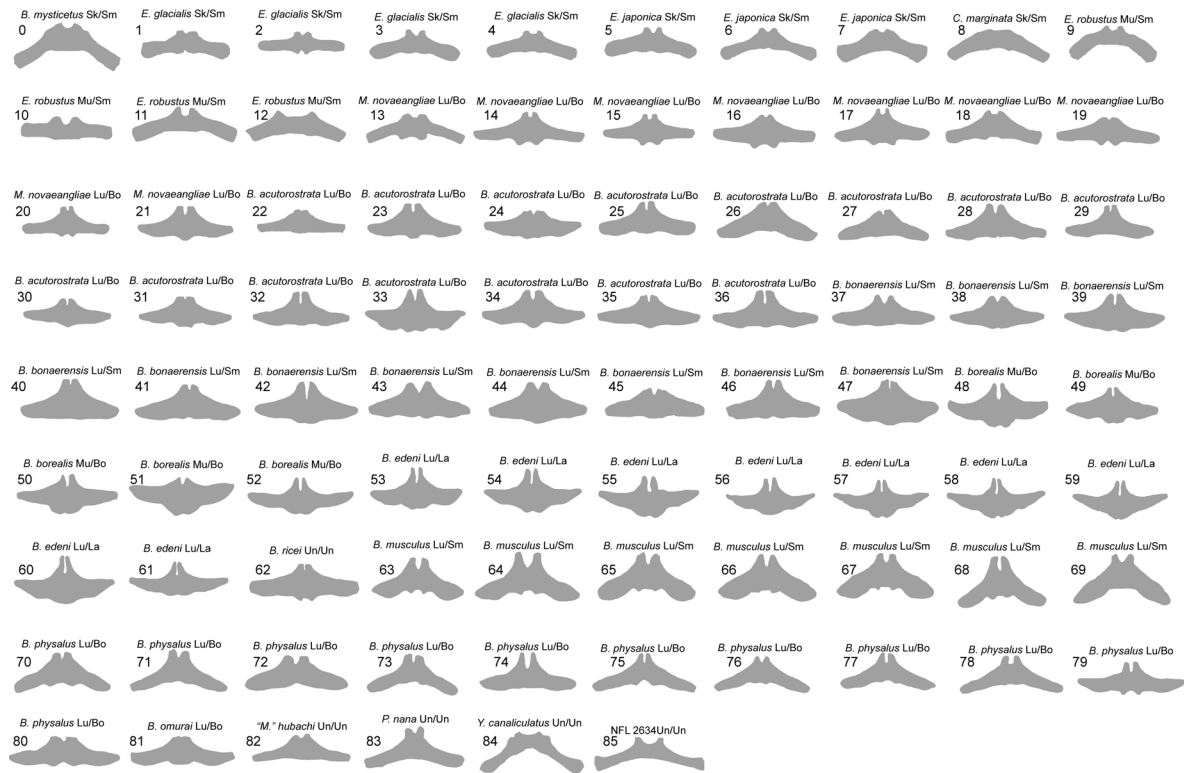 B. mysticetus Sk/Sm
0
E. glacialis Sk/Sm
1
E. glacialis Sk/Sm
2
E. glacialis Sk/Sm
3
E. glacialis Sk/Sm
4
E. japonica Sk/Sm
5
E. japonica Sk/Sm
6
E. japonica Sk/Sm
7
C. marginata Sk/Sm
8
E. robustus Mu/Sm
9
E. robustus Mu/Sm
10
E. robustus Mu/Sm
11
E. robustus Mu/Sm
12
M. novaeangliae Lu/Bo
13
M. novaeangliae Lu/Bo
14
M. novaeangliae Lu/Bo
15
M. novaeangliae Lu/Bo
16
M. novaeangliae Lu/Bo
17
M. novaeangliae Lu/Bo
18
M. novaeangliae Lu/Bo
19
M. novaeangliae Lu/Bo
20
M. novaeangliae Lu/Bo
21
B. acutorostrata Lu/Bo
22
B. acutorostrata Lu/Bo
23
B. acutorostrata Lu/Bo
24
B. acutorostrata Lu/Bo
25
B. acutorostrata Lu/Bo
26
B. acutorostrata Lu/Bo
27
B. acutorostrata Lu/Bo
28
B. acutorostrata Lu/Bo
29
B. acutorostrata Lu/Bo
30
B. acutorostrata Lu/Bo
31
B. acutorostrata Lu/Bo
32
B. acutorostrata Lu/Bo
33
B. acutorostrata Lu/Bo
34
B. acutorostrata Lu/Bo
35
B. acutorostrata Lu/Bo
36
B. bonaerensis Lu/Sm
37
B. bonaerensis Lu/Sm
38
B. bonaerensis Lu/Sm
39
B. bonaerensis Lu/Sm
40
B. bonaerensis Lu/Sm
41
B. bonaerensis Lu/Sm
42
B. bonaerensis Lu/Sm
43
B. bonaerensis Lu/Sm
44
B. bonaerensis Lu/Sm
45
B. bonaerensis Lu/Sm
46
B. bonaerensis Lu/Sm
47
B. borealis Mu/Bo
48
B. borealis Mu/Bo
49
B. borealis Mu/Bo
50
B. borealis Mu/Bo
51
B. borealis Mu/Bo
52
B. edeni Lu/La
53
B. edeni Lu/La
54
B. edeni Lu/La
55
B. edeni Lu/La
56
B. edeni Lu/La
57
B. edeni Lu/La
58
B. edeni Lu/La
59
B. edeni Lu/La
60
B. edeni Lu/La
61
B. ricei Un/Un
62
B. musculus Lu/Sm
63
B. musculus Lu/Sm
64
B. musculus Lu/Sm
65
B. musculus Lu/Sm
66
B. musculus Lu/Sm
67
B. musculus Lu/Sm
68
B. musculus Lu/Sm
69
B. physalus Lu/Bo
70
B. physalus Lu/Bo
71
B. physalus Lu/Bo
72
B. physalus Lu/Bo
73
B. physalus Lu/Bo
74
B. physalus Lu/Bo
75
B. physalus Lu/Bo
76
B. physalus Lu/Bo
77
B. physalus Lu/Bo
78
B. physalus Lu/Bo
79
B. physalus Lu/Bo
80
B. omurai Lu/Bo
81
“M.” hubachi Un/Un
82
P. nana Un/Un
83
Y. canaliculatus Un/Un
84
NFL 2634Un/Un
85